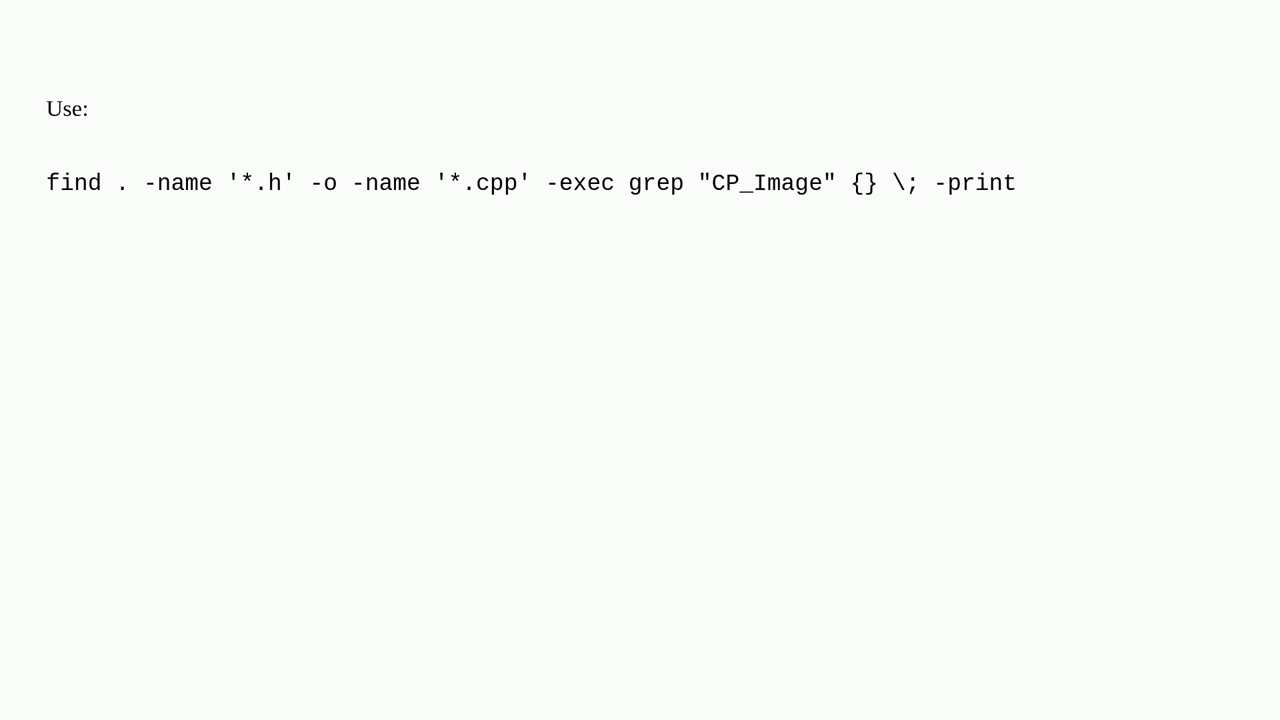 Use:
find . -name '*.h' -o -name '*.cpp' -exec grep "CP_Image" {} \; -print